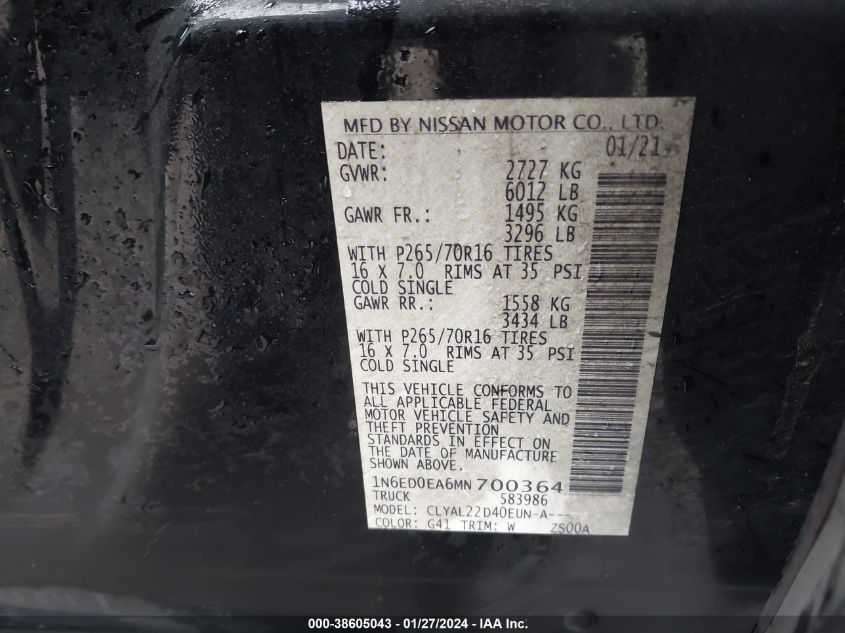 MFD BY NISSAN MOTOR CO., LTD.
DATE: 01/21
GVWR: 2727 KG
6012 LB
GAWR FR.: 1495 KG
3296 LB
WITH P265/70R16 TIRES
16 X 7.0 RIMS AT 35 PSI
COLD SINGLE
GAWR RR.: 1558 KG
3434 LB
WITH P265/70R16 TIRES
16 X 7.0 RIMS AT 35 PSI
COLD SINGLE
THIS VEHICLE CONFORMS TO
ALL APPLICABLE FEDERAL
MOTOR VEHICLE SAFETY AND
THEFT PREVENTION
STANDARDS IN EFFECT ON
THE DATE OF MANUFACTURE
SHOWN ABOVE.
1N6ED0EA6MN700364
TRUCK 583986
MODEL: CLYAL22D40EUN-A---
COLOR: G41 TRIM: W ZS00A
000-38605043 - 01/27/2024 - IAA Inc.